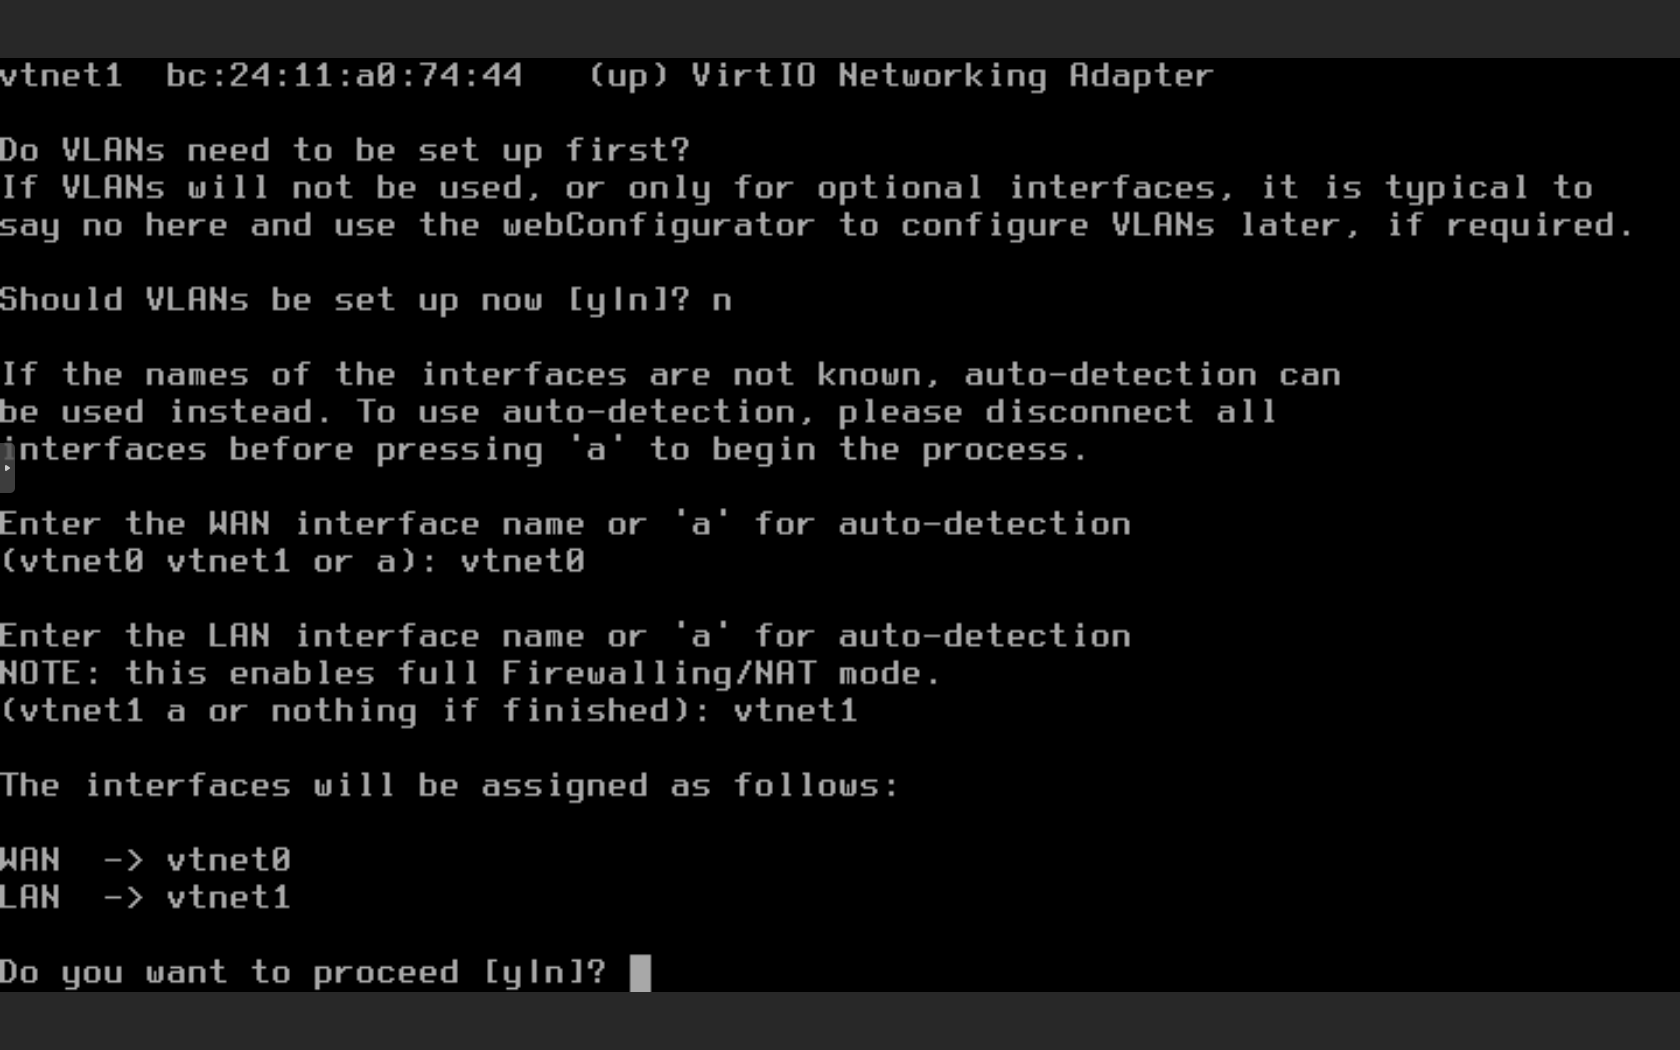 vtnet1  bc:24:11:a0:74:44   (up) VirtIO Networking Adapter
Do VLANs need to be set up first?
If VLANs will not be used, or only for optional interfaces, it is typical to
say no here and use the webConfigurator to configure VLANs later, if required.
Should VLANs be set up now [y|n]? n
If the names of the interfaces are not known, auto-detection can
be used instead. To use auto-detection, please disconnect all
interfaces before pressing 'a' to begin the process.
Enter the WAN interface name or 'a' for auto-detection
(vtnet0 vtnet1 or a): vtnet0
Enter the LAN interface name or 'a' for auto-detection
NOTE: this enables full Firewalling/NAT mode.
(vtnet1 a or nothing if finished): vtnet1
The interfaces will be assigned as follows:
WAN  -> vtnet0
LAN  -> vtnet1
Do you want to proceed [y|n]?